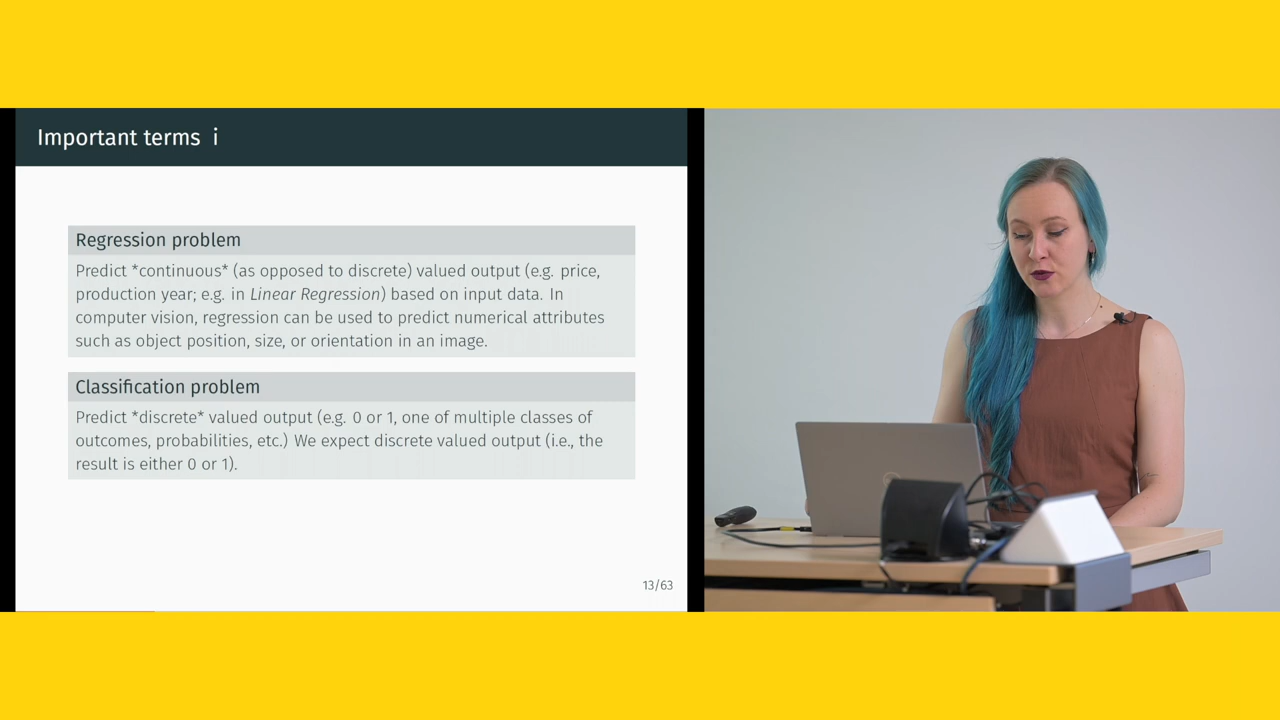 Important terms i
Regression problem
Predict *continuous* (as opposed to discrete) valued output (e.g. price,
production year; e.g. in Linear Regression) based on input data. In
computer vision, regression can be used to predict numerical attributes
such as object position, size, or orientation in an image.
Classification problem
Predict *discrete* valued output (e.g. 0 or 1, one of multiple classes of
outcomes, probabilities, etc.) We expect discrete valued output (i.e., the
result is either 0 or 1).
13/63